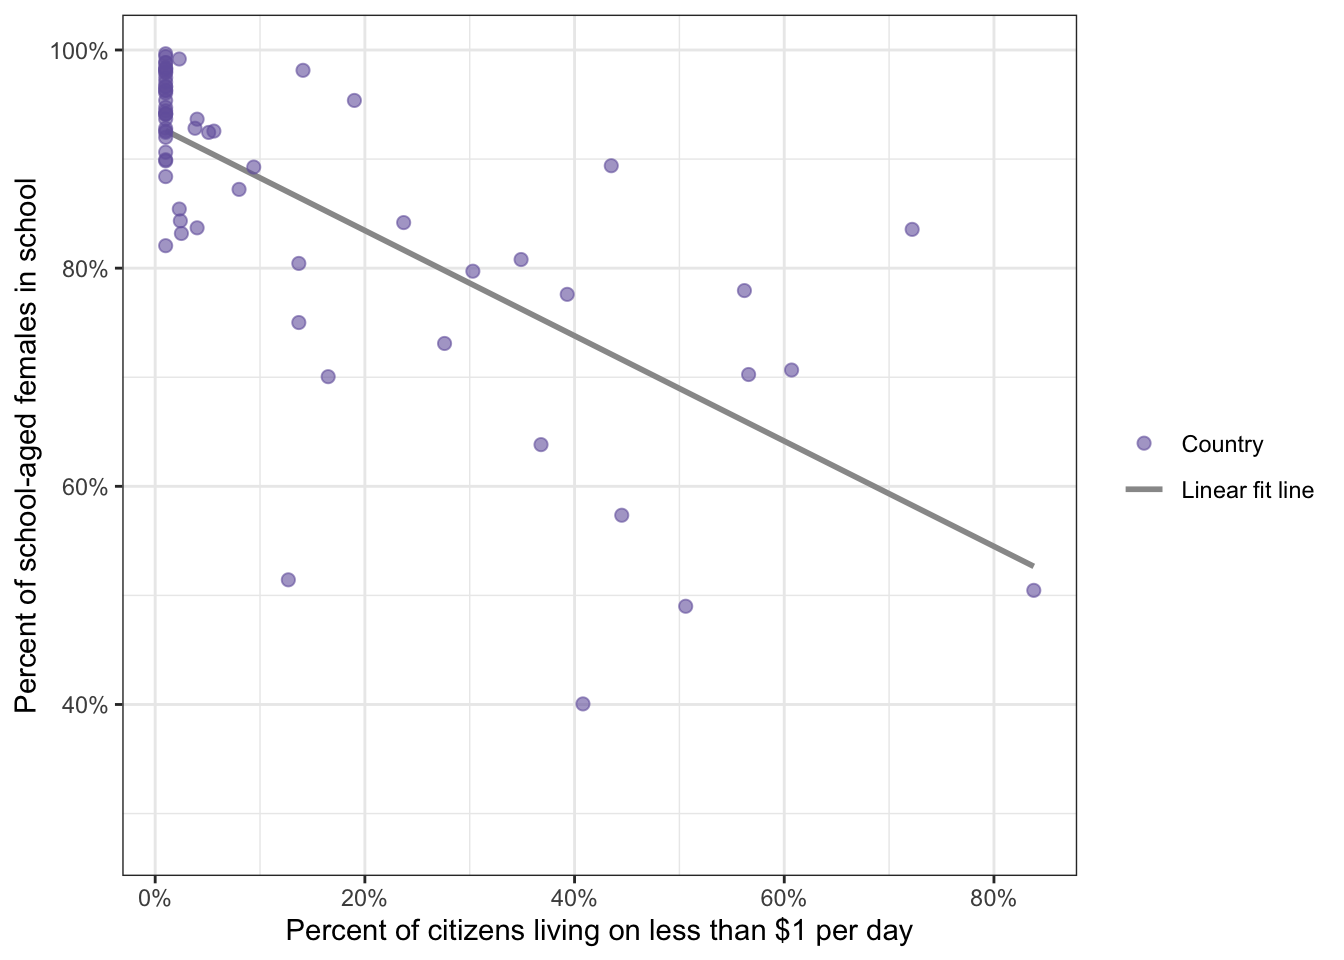 Percent of school-aged females in school
100%
80%
60%
40%
0%
20%
40%
60%
80%
Percent of citizens living on less than $1 per day
Country
Linear fit line